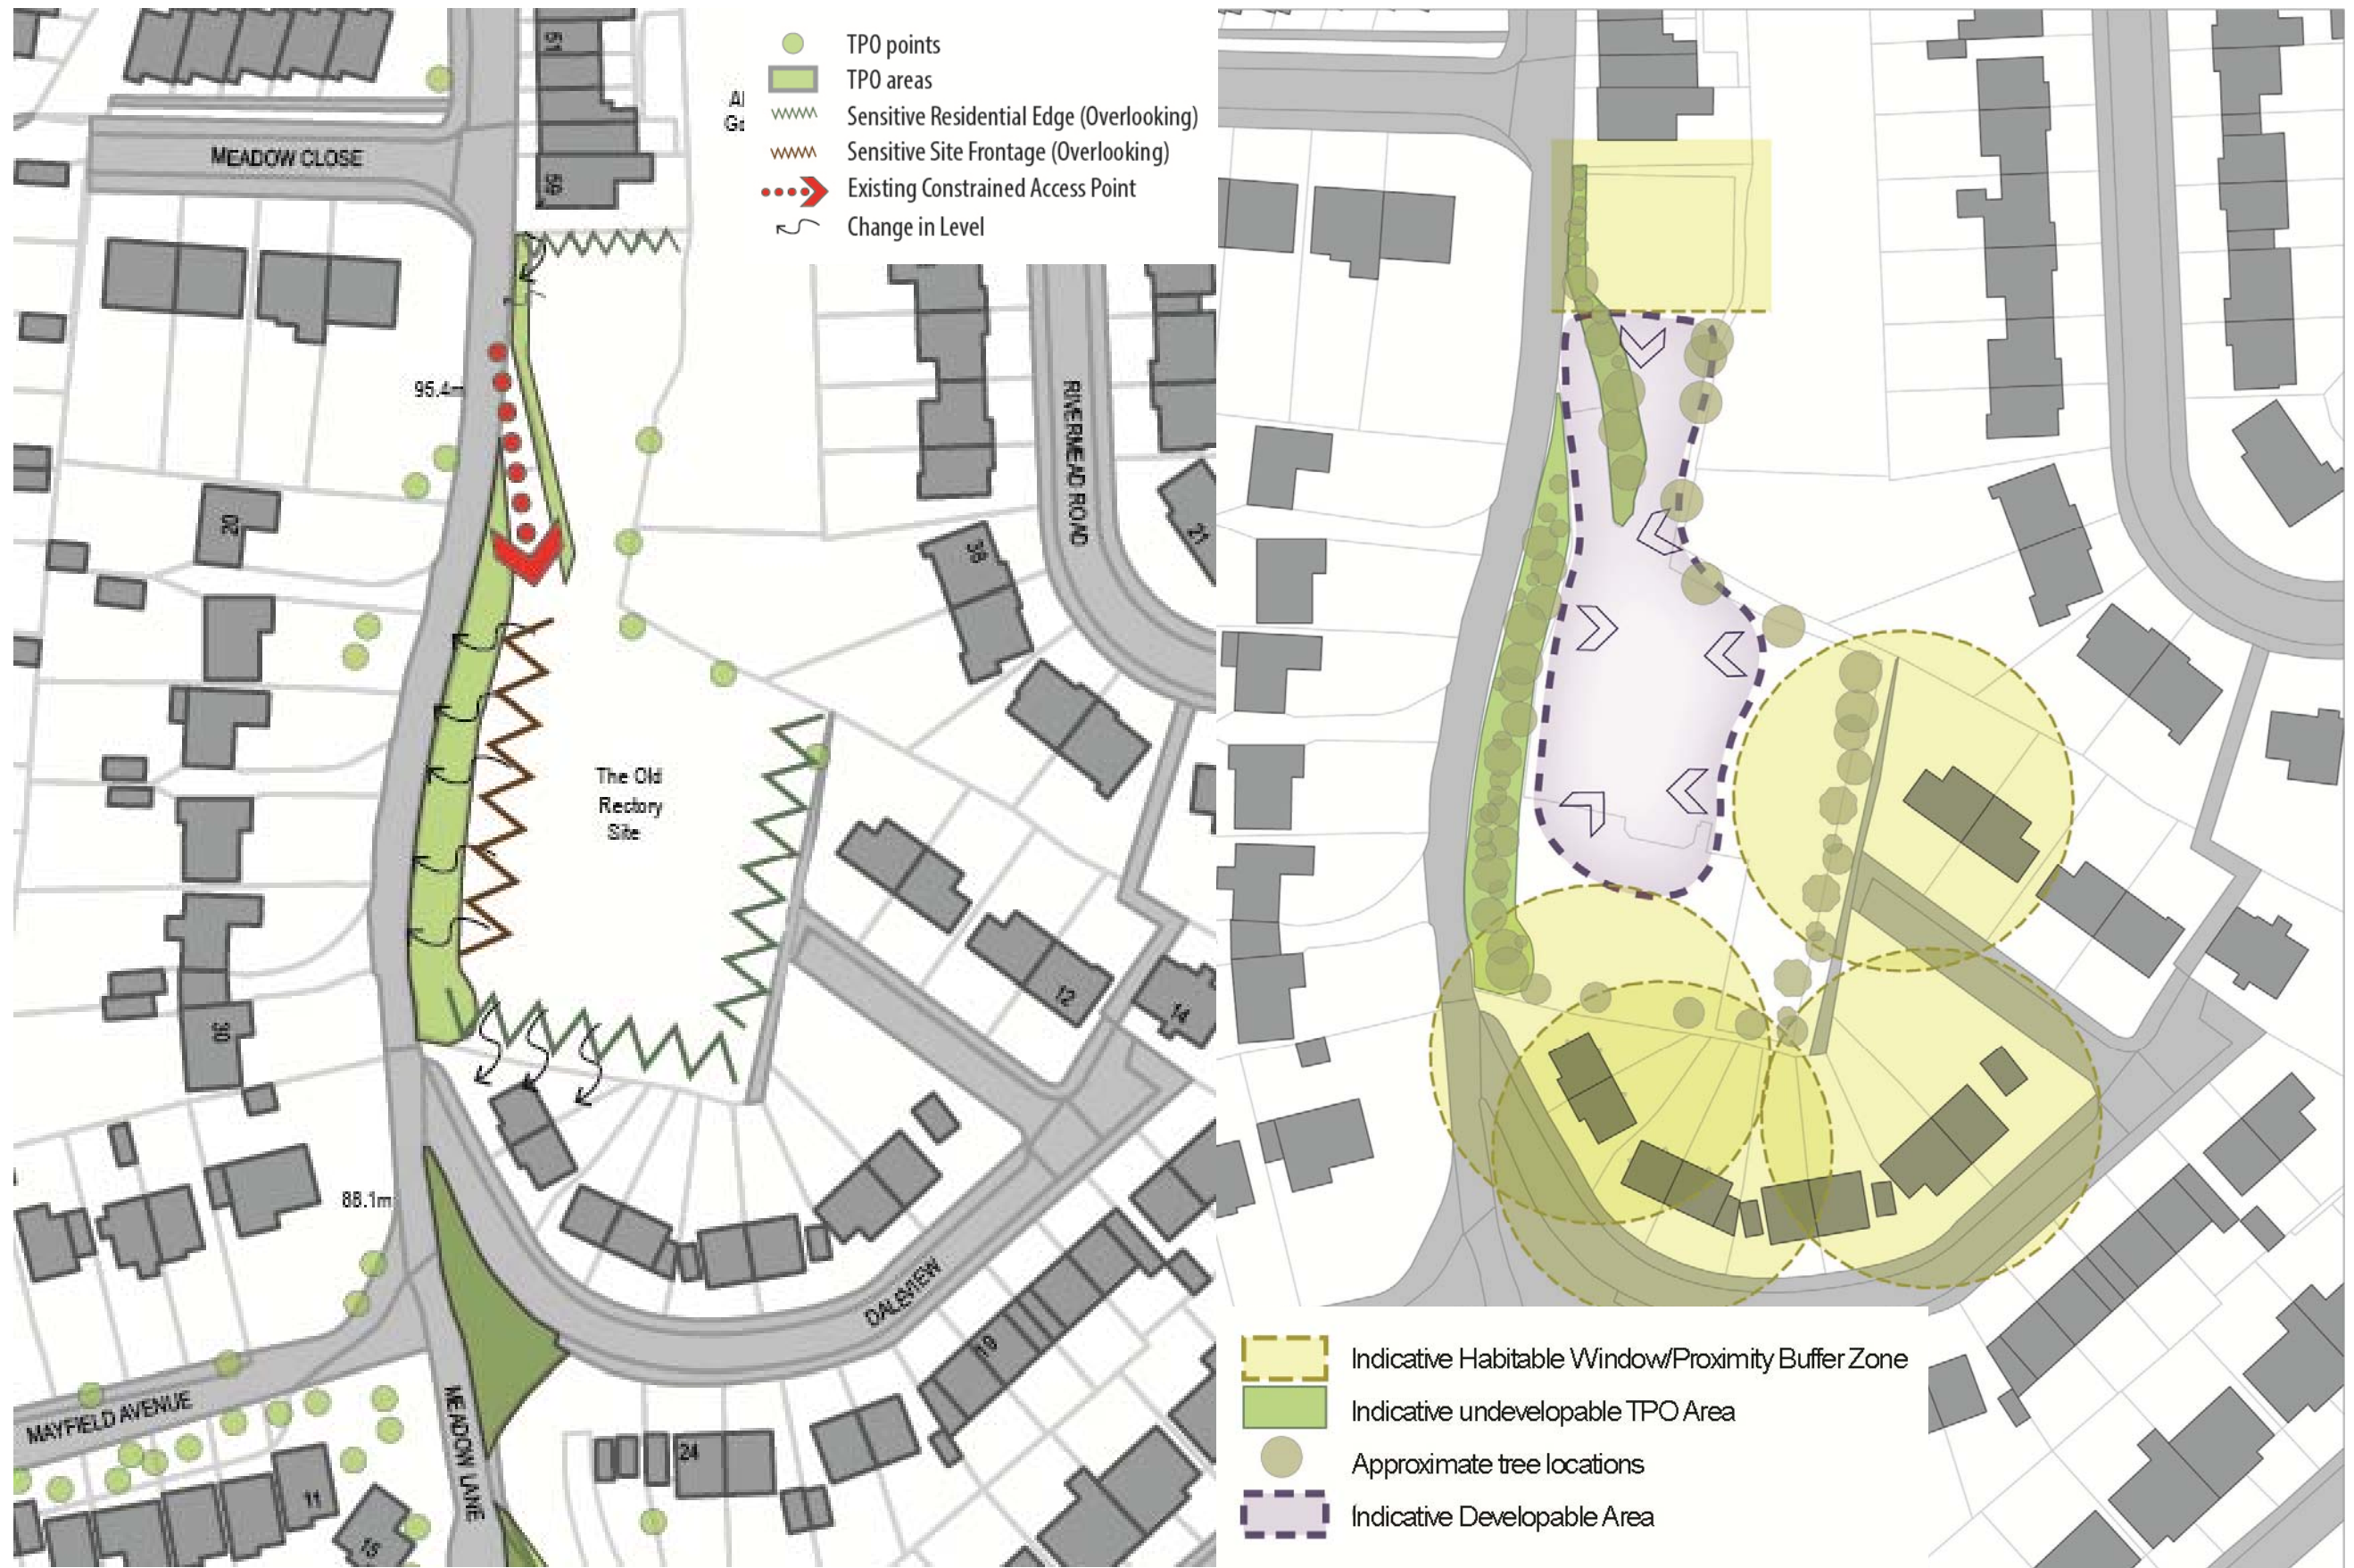 TPO points
TPO areas
Sensitive Residential Edge (Overlooking)
Sensitive Site Frontage (Overlooking)
Existing Constrained Access Point
Change in Level
51
59
MEADOW CLOSE
95.4m
RIVERMEAD ROAD
20
38
21
The Old
Rectory
Site
12
14
30
88.1m
DALEVIEW
19
MAYFIELD AVENUE
MEADOW LANE
24
11
15
Indicative Habitable Window/Proximity Buffer Zone
Indicative undevelopable TPO Area
Approximate tree locations
Indicative Developable Area